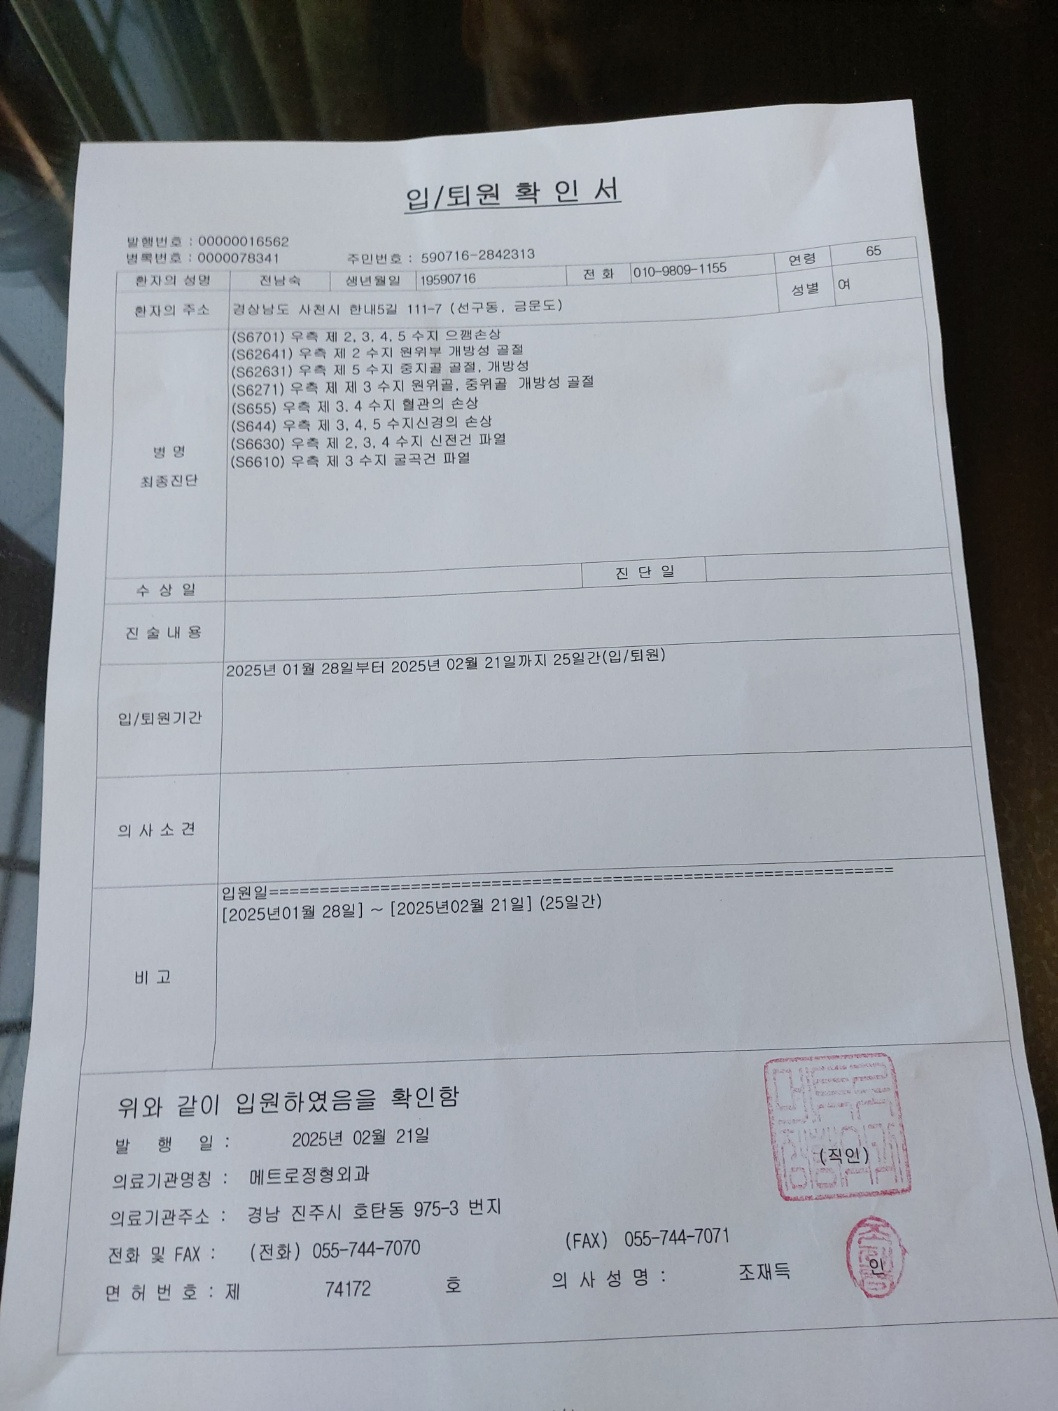 입/퇴원 확 인 서
발행번호 : 00000016562
병록번호 : 0000078341 주민번호 : 590716-2842313
환자의 성명 전남숙 생년월일 19590716 전 화 010-9809-1155 연령 65
환자의 주소 경상남도 사천시 한내5길 111-7 (선구동, 금문도) 성별 여
(S6701) 우측 제 2, 3, 4, 5 수지 으깸손상
(S62641) 우측 제 2 수지 원위부 개방성 골절
(S62631) 우측 제 5 수지 중지골 골절, 개방성
(S6271) 우측 제 제 3 수지 원위골, 중위골 개방성 골절
(S655) 우측 제 3, 4 수지 혈관의 손상
(S644) 우측 제 3, 4, 5 수지신경의 손상
(S6630) 우측 제 2, 3, 4 수지 신전건 파열
(S6610) 우측 제 3 수지 굴곡건 파열
병 명
최종진단
수 상 일 진 단 일
진 술 내 용
입/퇴원기간 2025년 01월 28일부터 2025년 02월 21일까지 25일간(입/퇴원)
의 사 소 견
입원일==============================================================
[2025년01월 28일] ~ [2025년02월 21일] (25일간)
비 고
위와 같이 입원하였음을 확인함
발 행 일 : 2025년 02월 21일
(직인)
의료기관명칭 : 메트로정형외과
의료기관주소 : 경남 진주시 호탄동 975-3 번지
전화 및 FAX : (전화) 055-744-7070 (FAX) 055-744-7071
면 허 번 호 : 제 74172 호 의 사 성 명 : 조재득 인